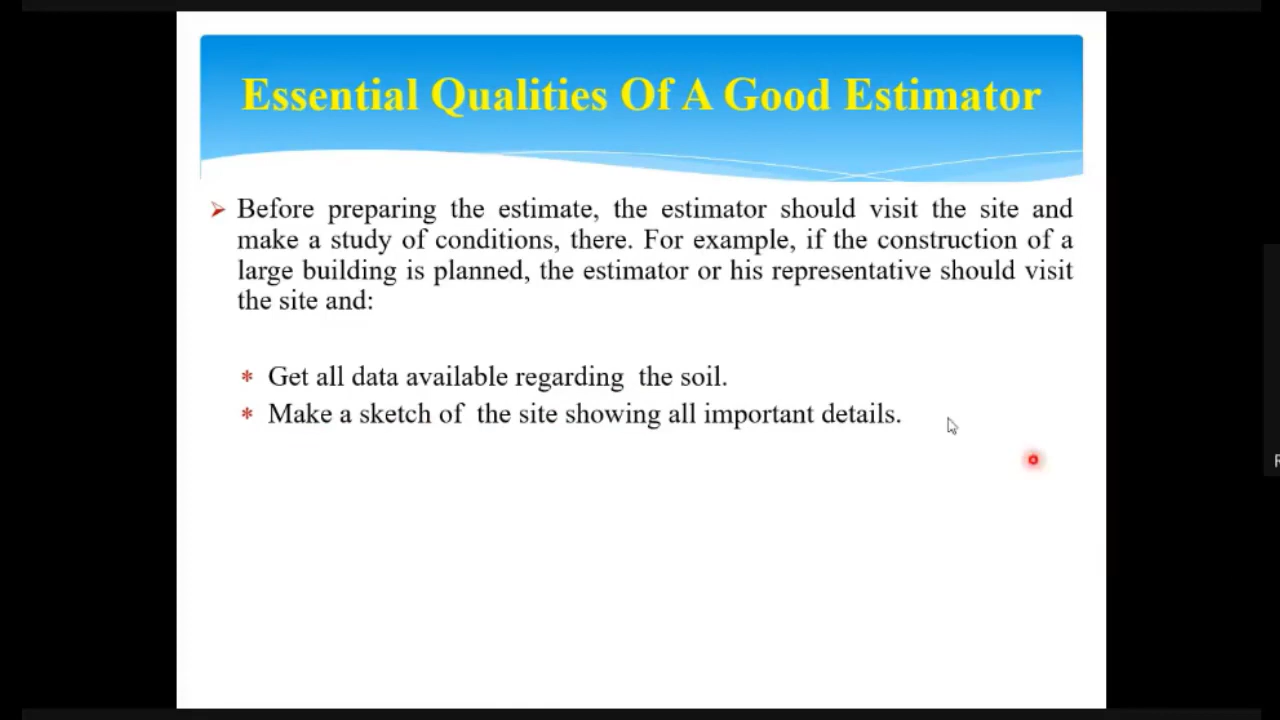 Essential Qualities Of A Good Estimator
Before preparing the estimate, the estimator should visit the site and
make a study of conditions, there. For example, if the construction of a
large building is planned, the estimator or his representative should visit
the site and:
Get all data available regarding the soil.
Make a sketch of the site showing all important details.
R